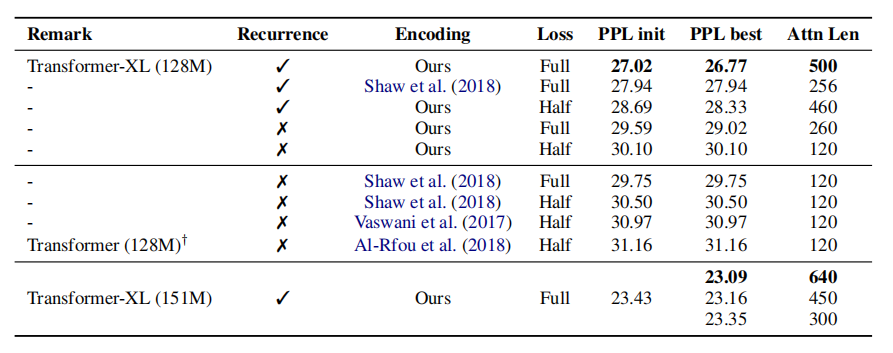 Remark Recurrence Encoding Loss PPL init PPL best Attn Len
Transformer-XL (128M) ✓ Ours Full 27.02 26.77 500
- ✓ Shaw et al. (2018) Full 27.94 27.94 256
- ✓ Ours Half 28.69 28.33 460
- ✗ Ours Full 29.59 29.02 260
- ✗ Ours Half 30.10 30.10 120
- ✗ Shaw et al. (2018) Full 29.75 29.75 120
- ✗ Shaw et al. (2018) Half 30.50 30.50 120
- ✗ Vaswani et al. (2017) Half 30.97 30.97 120
Transformer (128M)† ✗ Al-Rfou et al. (2018) Half 31.16 31.16 120
23.09 640
Transformer-XL (151M) ✓ Ours Full 23.43 23.16 450
23.35 300